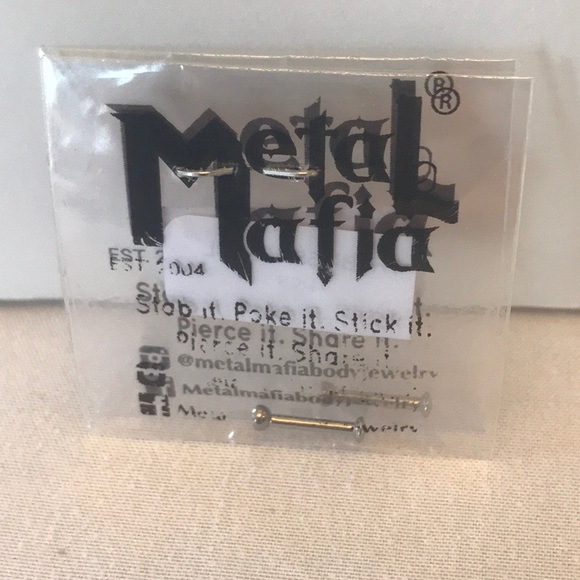 Metal
Mafia
®
EST. 2004
Stab it. Poke it. Stick it.
Pierce it. Share it.
@metalmafiabodyjewelry
Metalmafiabodyjewelry